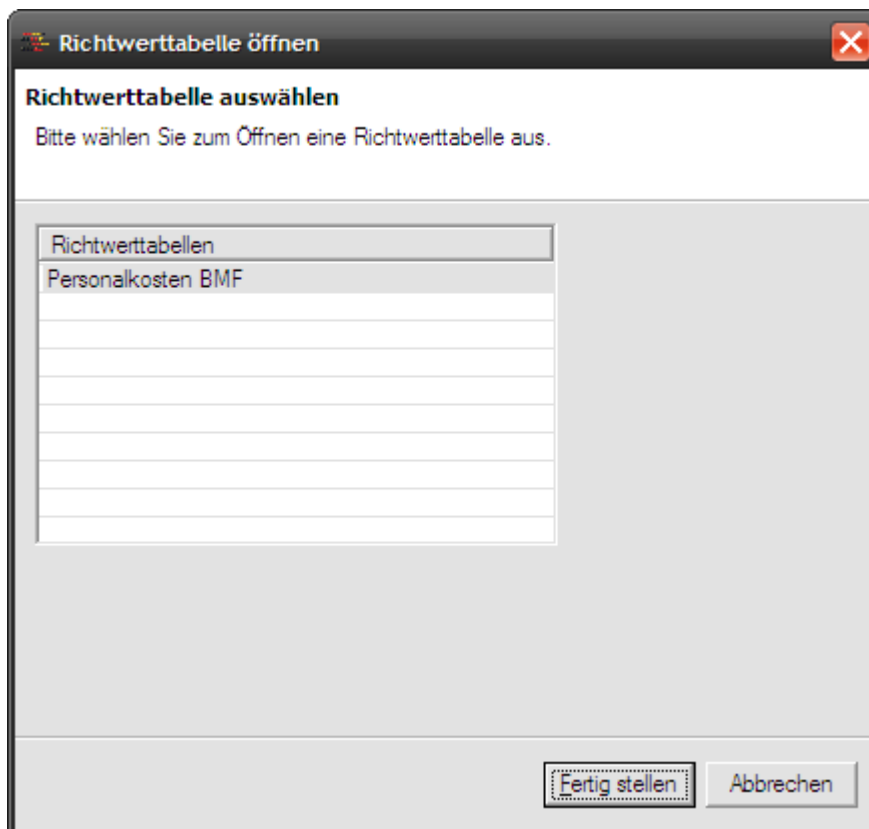 Richtwerttabelle öffnen
Richtwerttabelle auswählen
Bitte wählen Sie zum Öffnen eine Richtwerttabelle aus.
Richtwerttabellen
Personalkosten BMF
Fertig stellen
Abbrechen